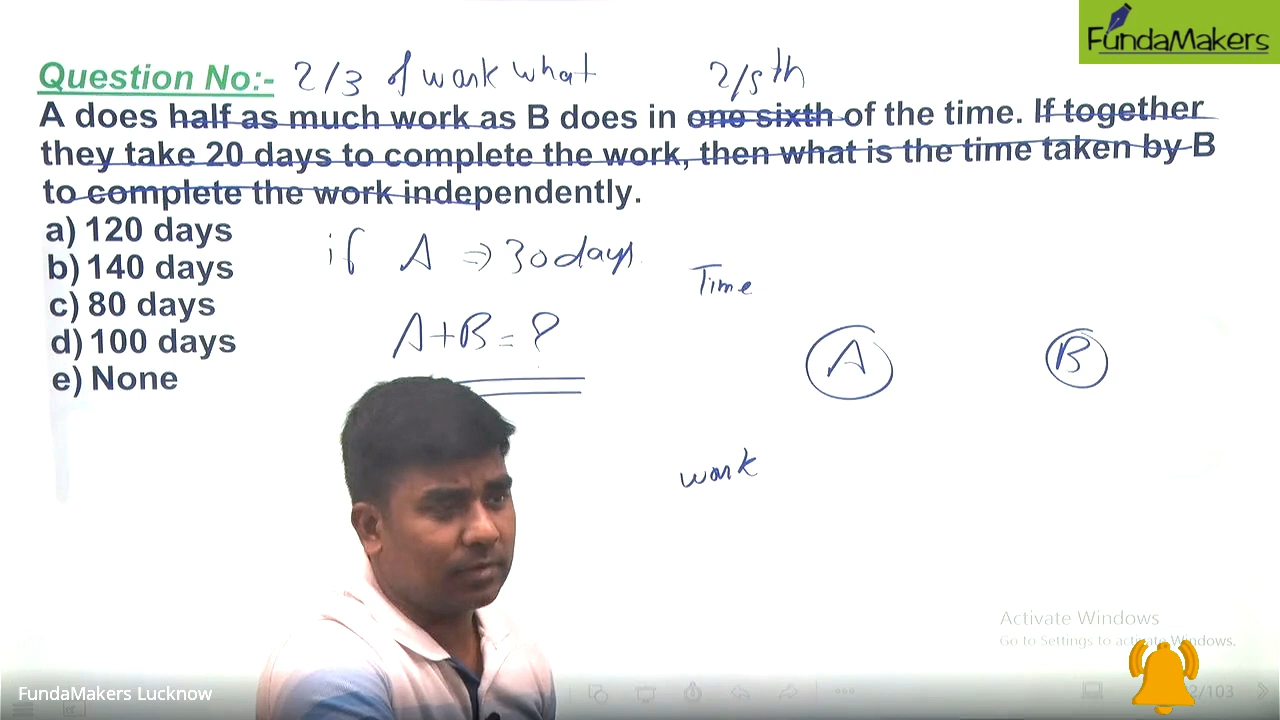 FundaMakers
Question No:- 2/3 of work what 2/5th
A does half as much work as B does in one sixth of the time. If together
they take 20 days to complete the work, then what is the time taken by B
to complete the work independently.
a) 120 days
b) 140 days
c) 80 days
d) 100 days
e) None
if A ⇒ 30 days.
Time
A+B = ?
A B
work
Activate Windows
Go to Settings to activate Windows.
FundaMakers Lucknow
2/103